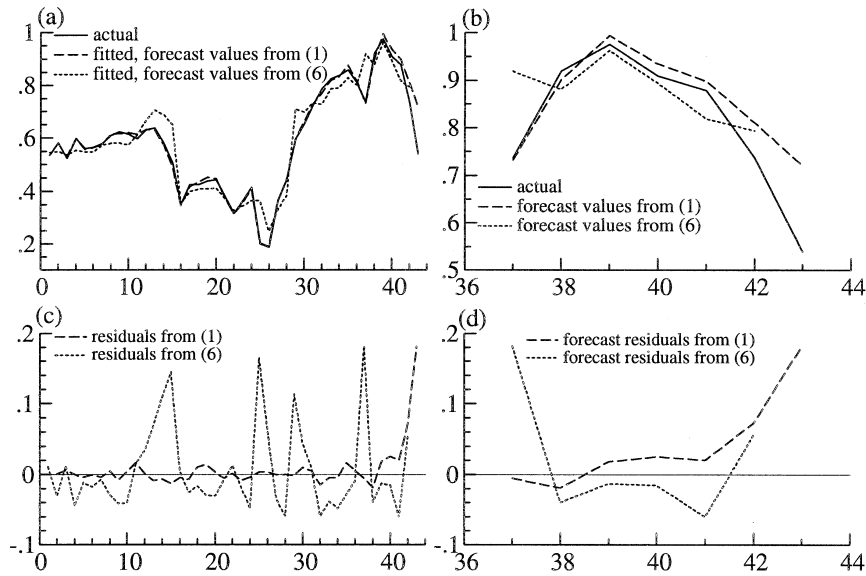 (a)
1
.8
.6
.4
.2
0
10
20
30
40
actual
fitted, forecast values from (1)
fitted, forecast values from (6)
(b)
1
.9
.8
.7
.6
.5
36
38
40
42
44
actual
forecast values from (1)
forecast values from (6)
(c)
.2
.1
0
-.1
0
10
20
30
40
residuals from (1)
residuals from (6)
(d)
.2
.1
0
-.1
36
38
40
42
44
forecast residuals from (1)
forecast residuals from (6)